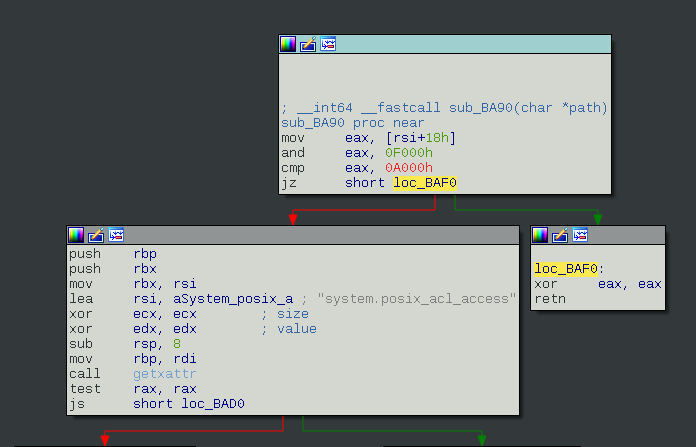 ; __int64 __fastcall sub_BA90(char *path)
sub_BA90 proc near
mov eax, [rsi+18h]
and eax, 0F000h
cmp eax, 0A000h
jz short loc_BAF0
push rbp
push rbx
mov rbx, rsi
lea rsi, aSystem_posix_a ; "system.posix_acl_access"
xor ecx, ecx ; size
xor edx, edx ; value
sub rsp, 8
mov rbp, rdi
call getxattr
test rax, rax
js short loc_BAD0
loc_BAF0:
xor eax, eax
retn